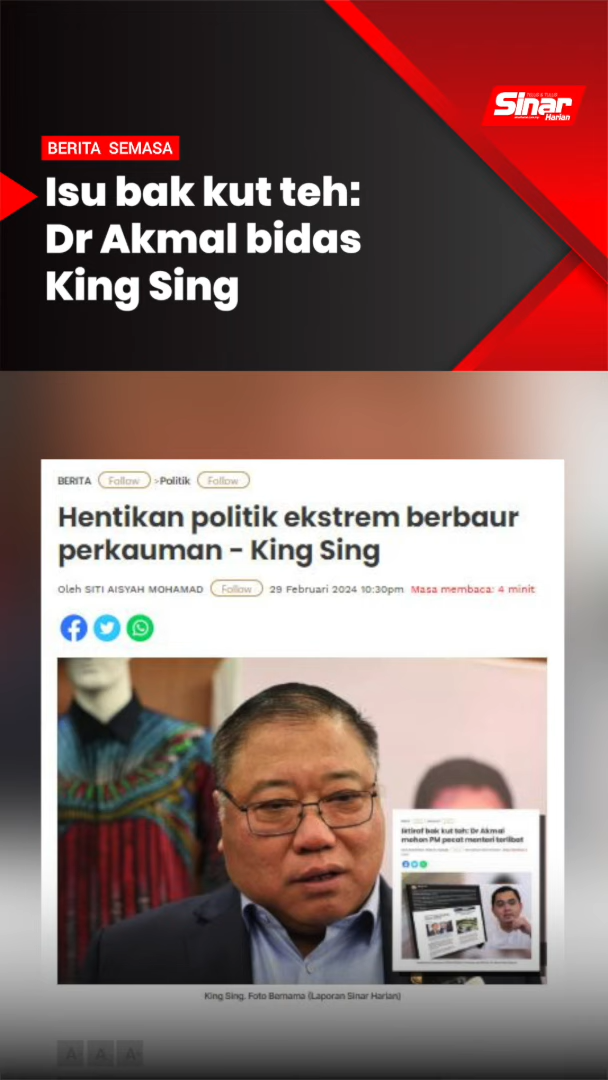 Sinar
Harian
BERITA SEMASA
Isu bak kut teh:
Dr Akmal bidas
King Sing
BERITA Follow >Politik Follow
Hentikan politik ekstrem berbaur
perkauman - King Sing
Oleh SITI AISYAH MOHAMAD Follow 29 Februari 2024 10:30pm Masa membaca: 4 minit
Iktiraf bak kut teh: Dr Akmal
mahan PM pecat menteri terlibat
King Sing. Foto Bernama (Laporan Sinar Harian)
A A A